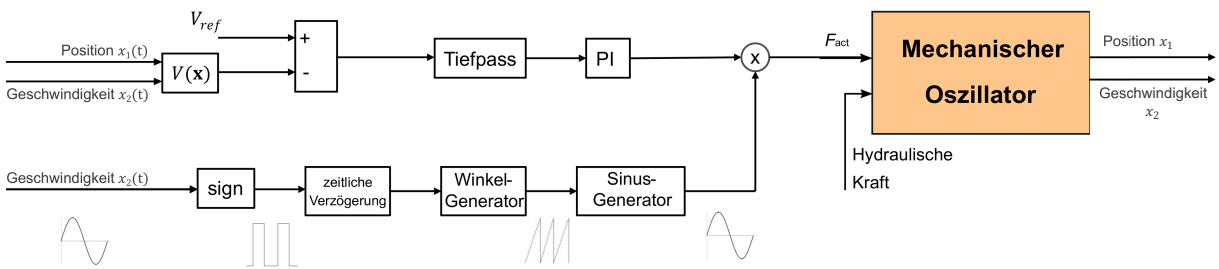 V_ref
Position x₁(t)
Geschwindigkeit x₂(t)
V(𝐱)
+
-
Tiefpass
PI
x
F_act
Mechanischer
Oszillator
Position x₁
Geschwindigkeit
x₂
Hydraulische
Kraft
Geschwindigkeit x₂(t)
sign
zeitliche
Verzögerung
Winkel-
Generator
Sinus-
Generator